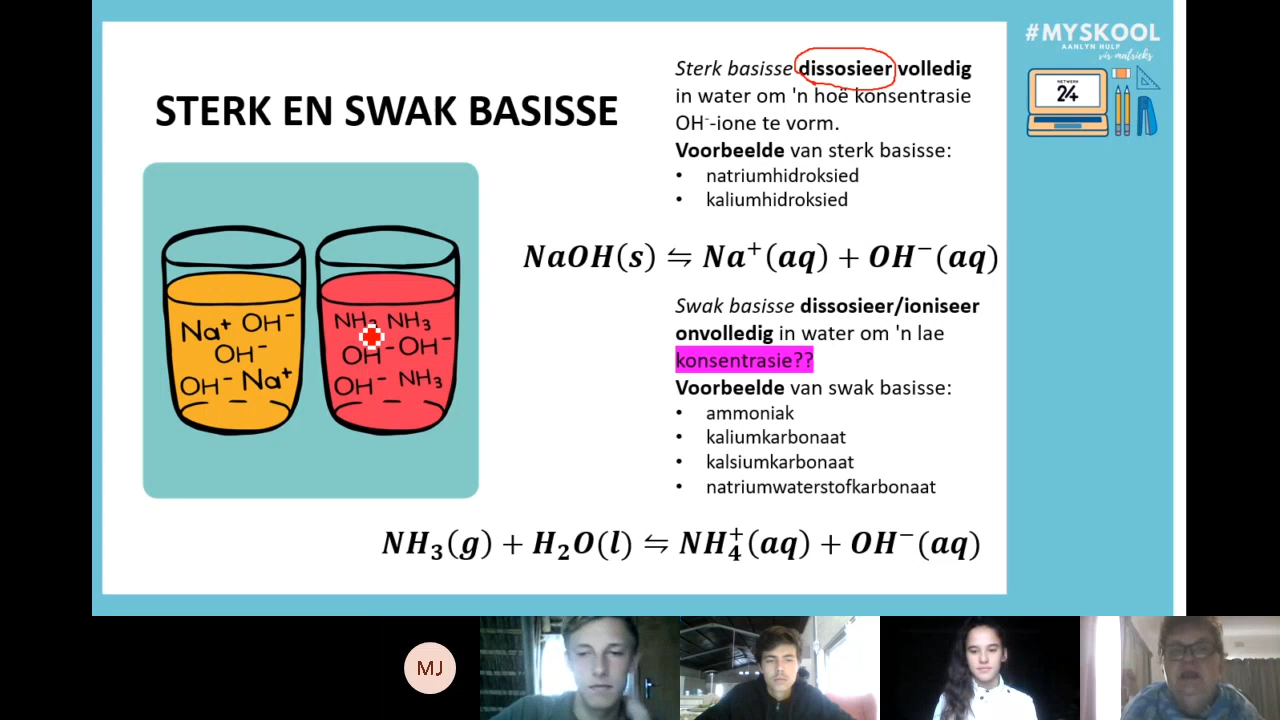 #MYSKOOL
AANLYN HULP
vir matrieks
NETWERK
24
STERK EN SWAK BASISSE
Sterk basisse dissosieer volledig
in water om 'n hoë konsentrasie
OH⁻-ione te vorm.
Voorbeelde van sterk basisse:
• natriumhidroksied
• kaliumhidroksied
NaOH(s) ⇋ Na⁺(aq) + OH⁻(aq)
Swak basisse dissosieer/ioniseer
onvolledig in water om 'n lae
konsentrasie??
Voorbeelde van swak basisse:
• ammoniak
• kaliumkarbonaat
• kalsiumkarbonaat
• natriumwaterstofkarbonaat
Na⁺ OH⁻
OH⁻
OH⁻ Na⁺
NH₃ NH₃
OH⁻ OH⁻
OH⁻ NH₃
NH₃(g) + H₂O(l) ⇋ NH₄⁺(aq) + OH⁻(aq)
MJ